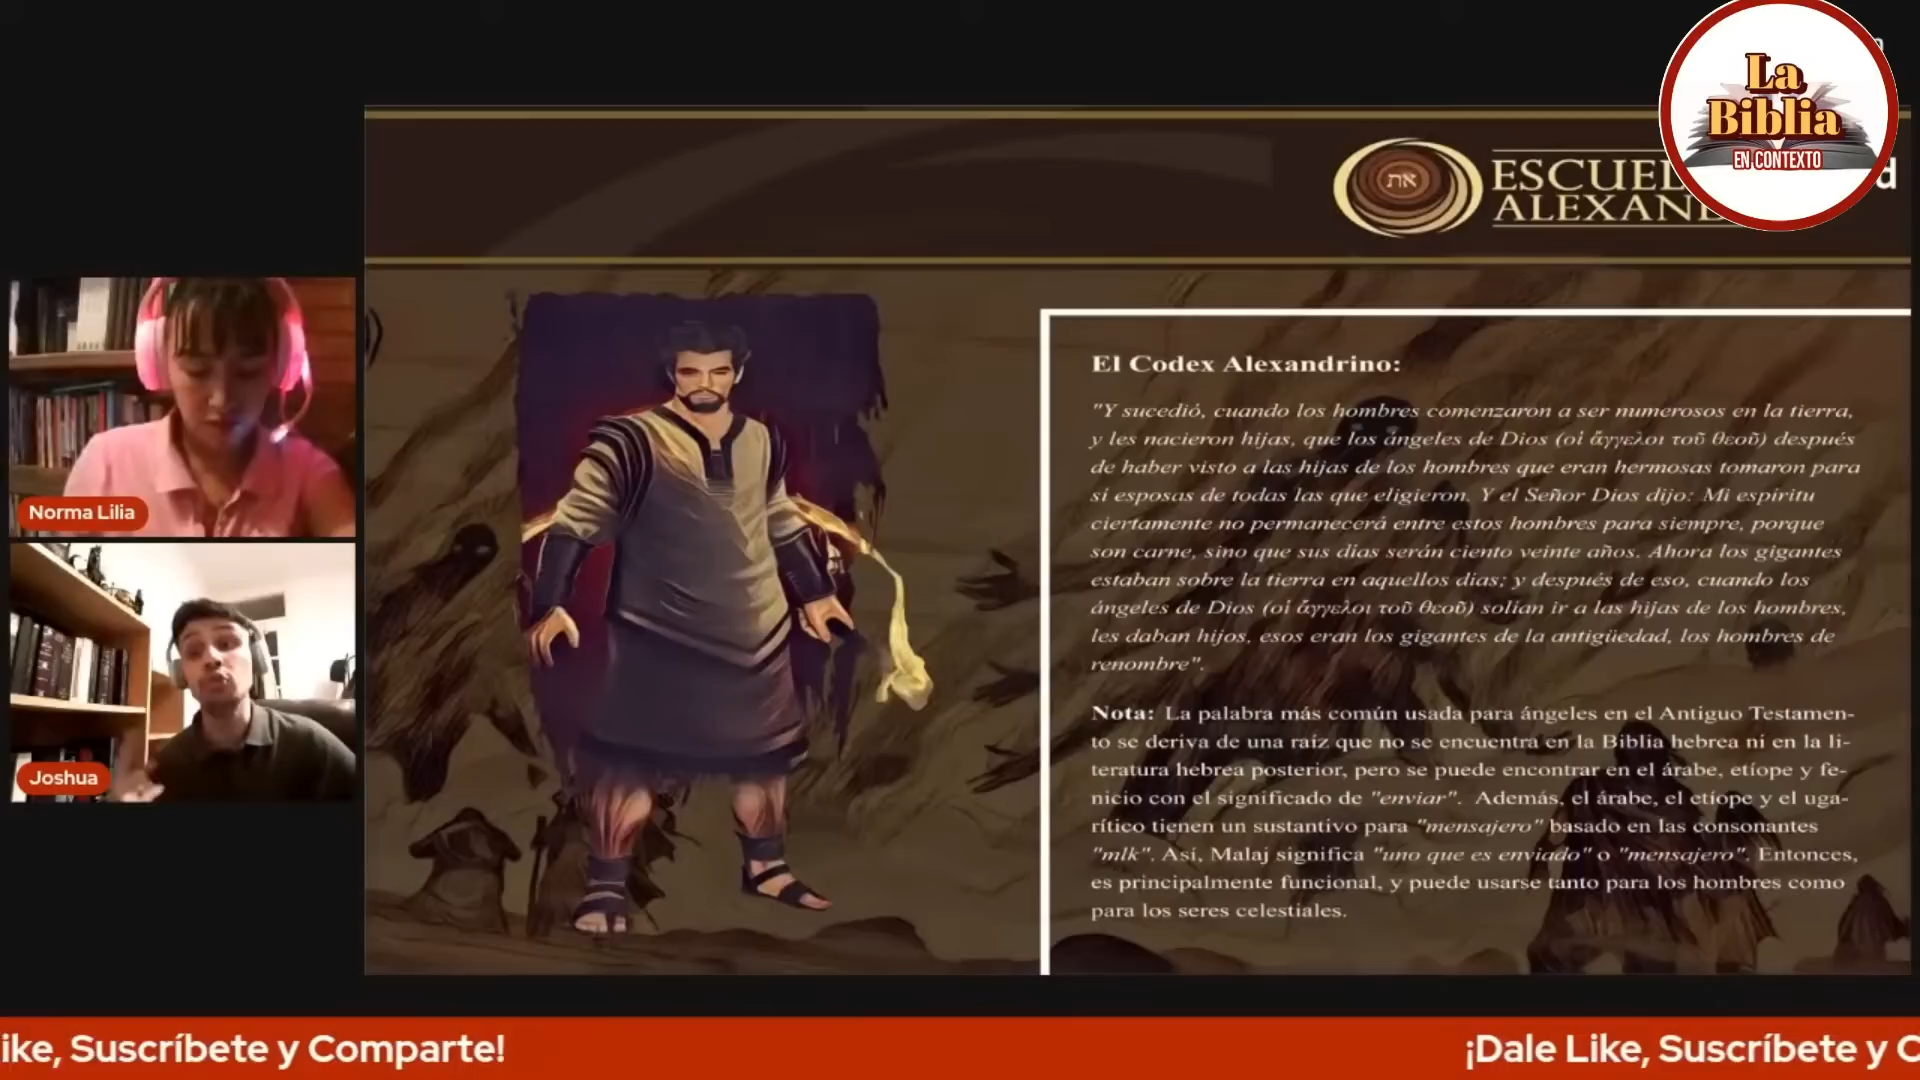 La
Biblia
EN CONTEXTO
את
ESCUEL
ALEXAN
d
El Codex Alexandrino:
"Y sucedió, cuando los hombres comenzaron a ser numerosos en la tierra,
y les nacieron hijas, que los ángeles de Dios (οἱ ἄγγελοι τοῦ θεοῦ) después
de haber visto a las hijas de los hombres que eran hermosas tomaron para
sí esposas de todas las que eligieron. Y el Señor Dios dijo: Mi espíritu
ciertamente no permanecerá entre estos hombres para siempre, porque
son carne, sino que sus días serán ciento veinte años. Ahora los gigantes
estaban sobre la tierra en aquellos días; y después de eso, cuando los
ángeles de Dios (οἱ ἄγγελοι τοῦ θεοῦ) solían ir a las hijas de los hombres,
les daban hijos, esos eran los gigantes de la antigüedad, los hombres de
renombre".
Nota: La palabra más común usada para ángeles en el Antiguo Testamen-
to se deriva de una raíz que no se encuentra en la Biblia hebrea ni en la li-
teratura hebrea posterior, pero se puede encontrar en el árabe, etíope y fe-
nicio con el significado de "enviar". Además, el árabe, el etíope y el uga-
rítico tienen un sustantivo para "mensajero" basado en las consonantes
"mlk". Así, Malaj significa "uno que es enviado" o "mensajero". Entonces,
es principalmente funcional, y puede usarse tanto para los hombres como
para los seres celestiales.
Norma Lilia
Joshua
ike, Suscríbete y Comparte!
¡Dale Like, Suscríbete y C